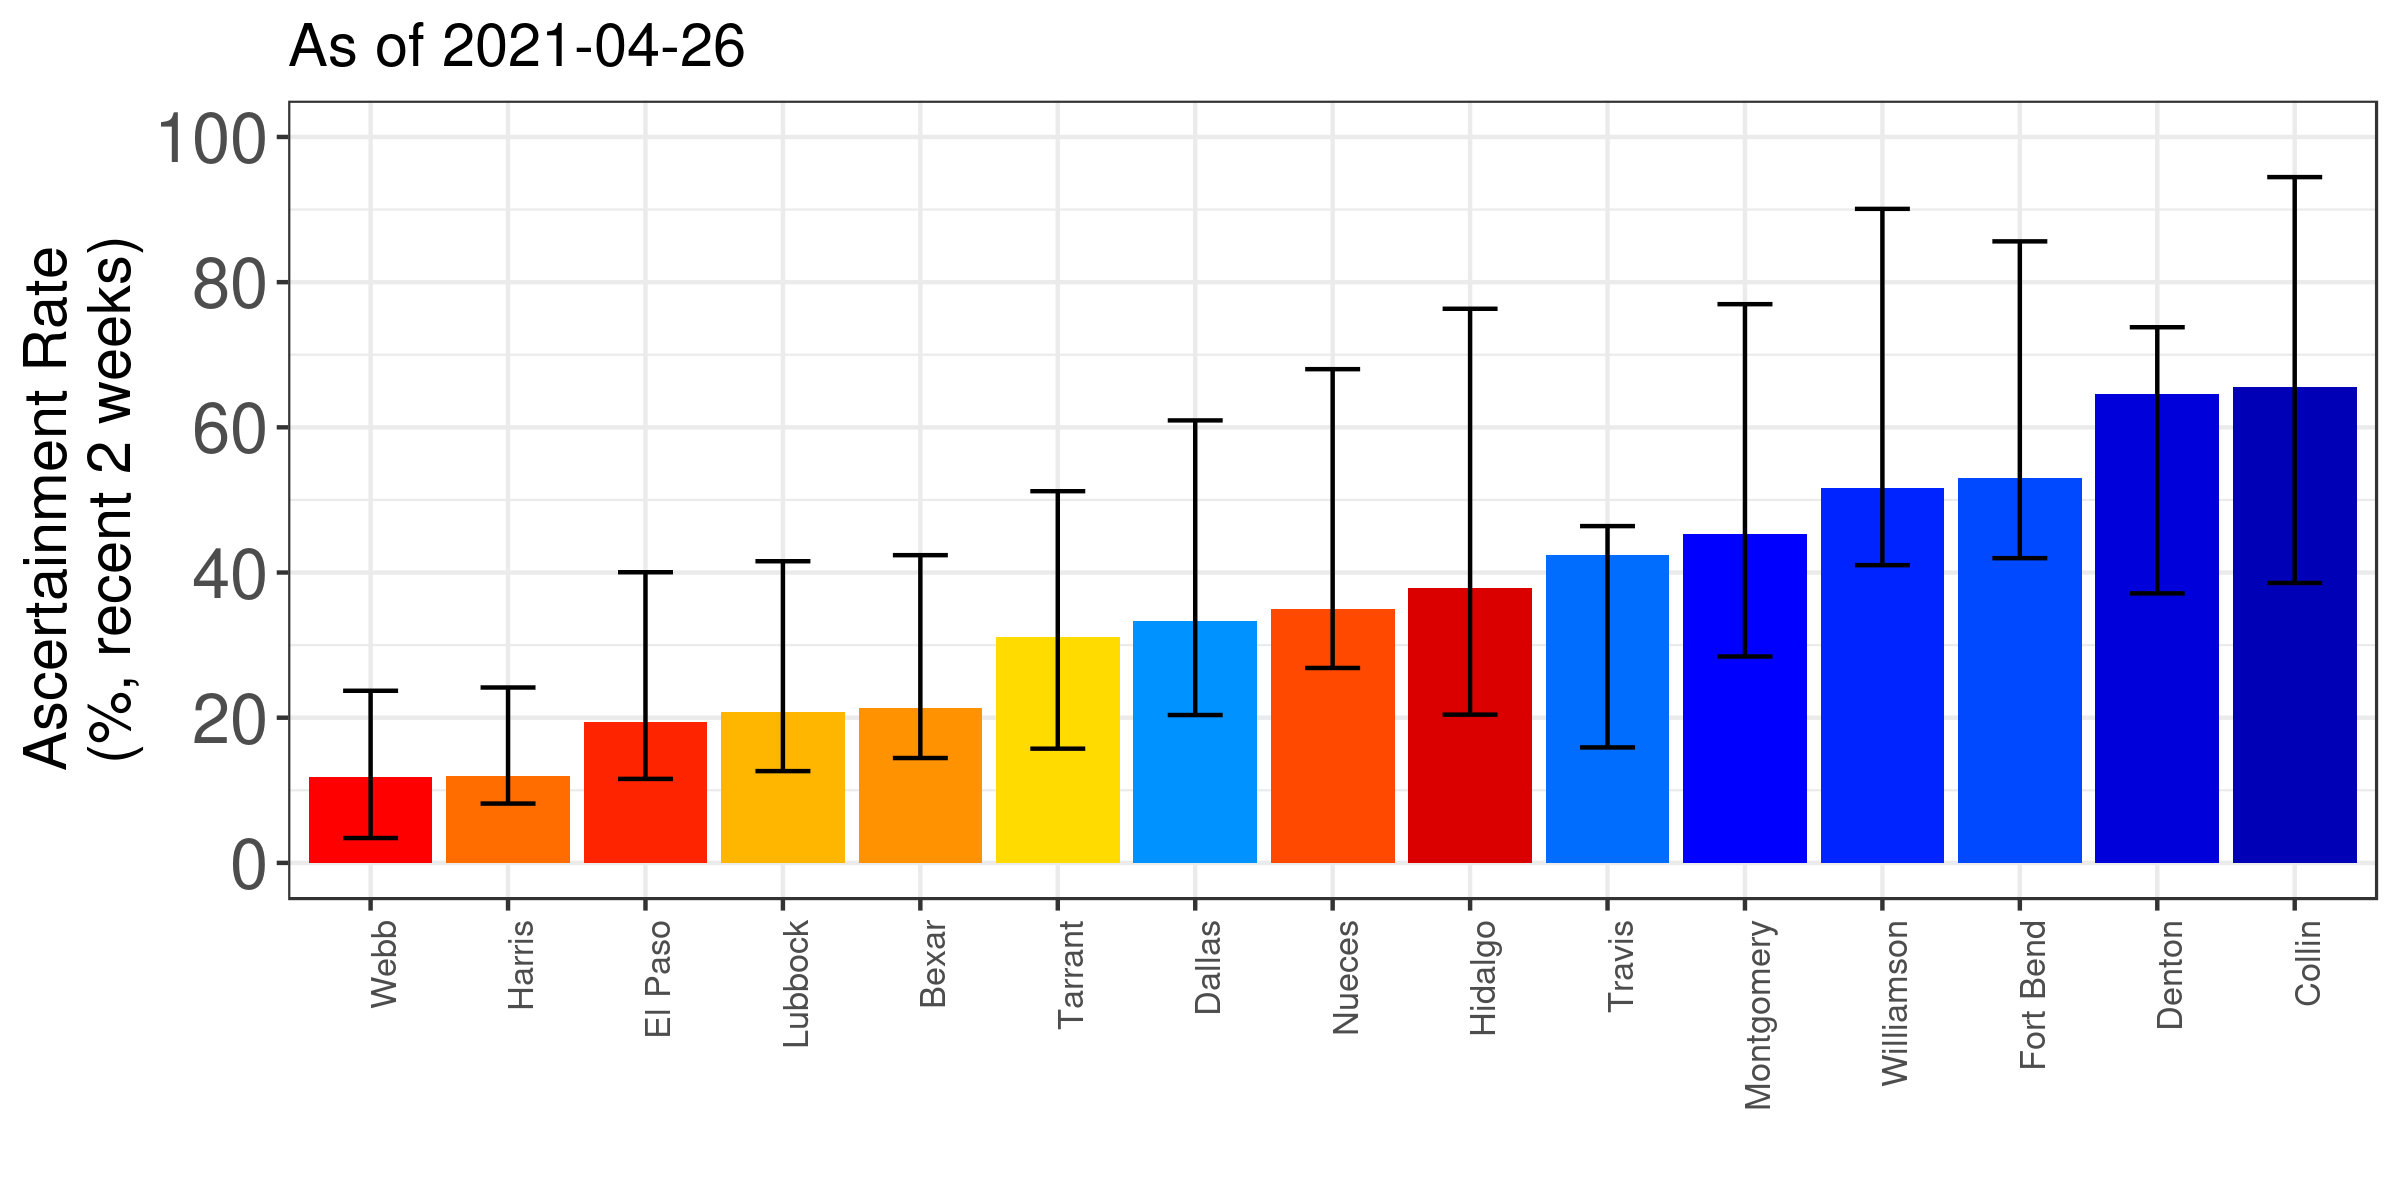 As of 2021-04-26
Ascertainment Rate
(%, recent 2 weeks)
100
80
60
40
20
0
Webb
Harris
El Paso
Lubbock
Bexar
Tarrant
Dallas
Nueces
Hidalgo
Travis
Montgomery
Williamson
Fort Bend
Denton
Collin